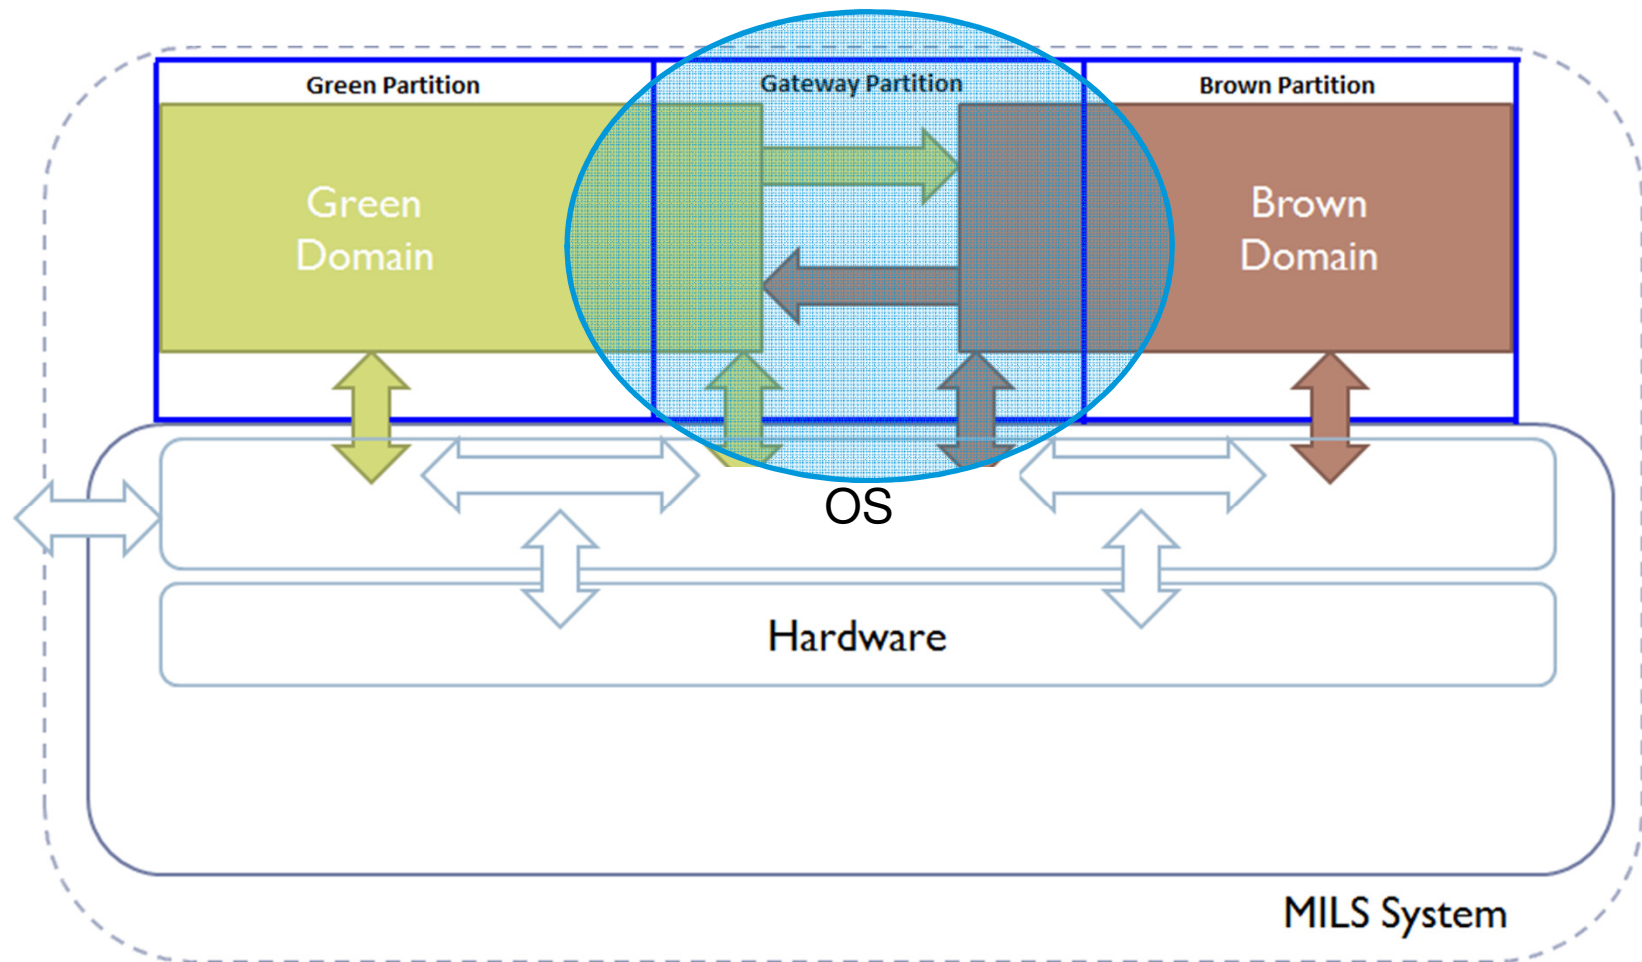 Green Partition
Gateway Partition
Brown Partition
Green
Domain
Brown
Domain
OS
Hardware
MILS System